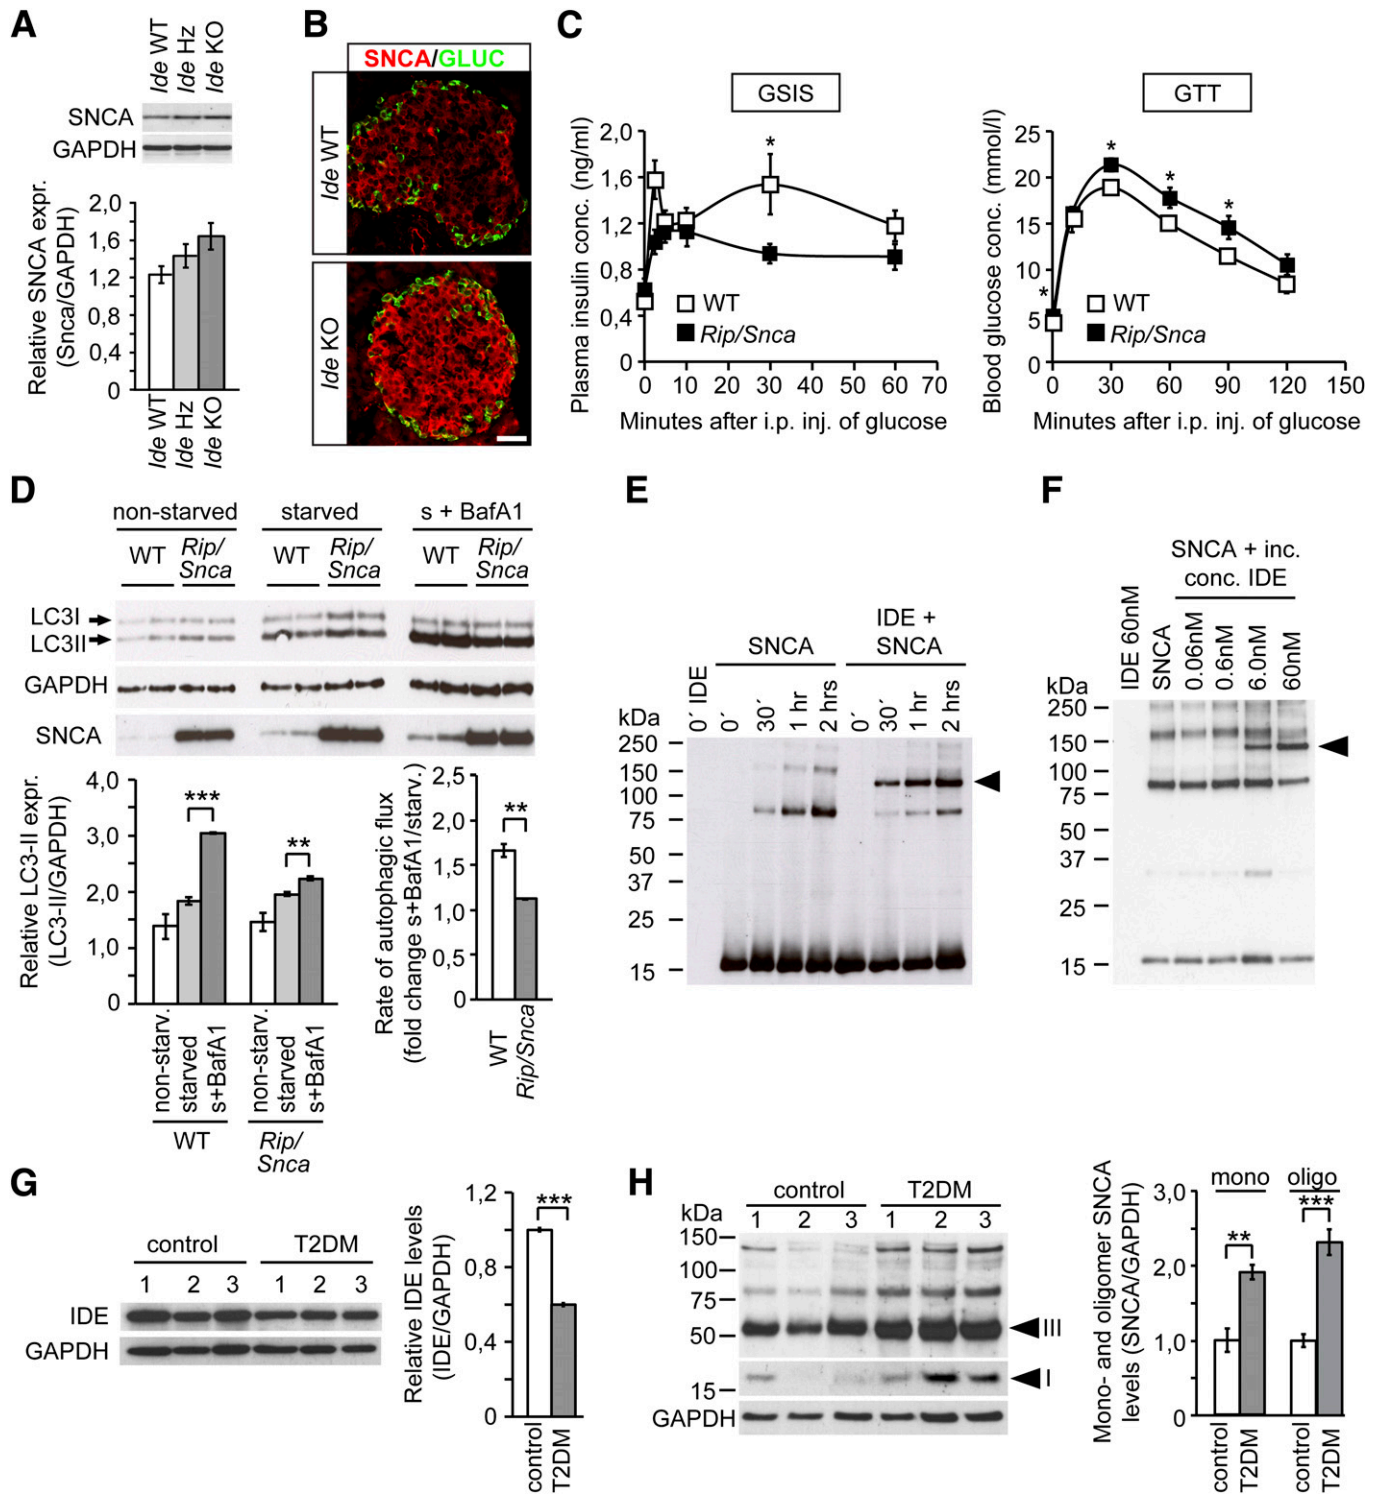 A
Ide WT
Ide Hz
Ide KO
SNCA
GAPDH
Relative SNCA expr.
(Snca/GAPDH)
2,0
1,6
1,2
0,8
0,4
0
Ide WT
Ide Hz
Ide KO
B
SNCA/GLUC
Ide WT
Ide KO
C
GSIS
Plasma insulin conc. (ng/ml)
2,0
1,6
1,2
0,8
0,4
0
*
WT
Rip/Snca
0 10 20 30 40 50 60 70
Minutes after i.p. inj. of glucose
GTT
Blood glucose conc. (mmol/l)
25
20
15
10
5
0
* * * *
WT
Rip/Snca
0 30 60 90 120 150
Minutes after i.p. inj. of glucose
D
non-starved starved s + BafA1
WT Rip/ WT Rip/ WT Rip/
Snca Snca Snca
LC3I
LC3II
GAPDH
SNCA
Relative LC3-II expr.
(LC3-II/GAPDH)
4,0
3,0
2,0
1,0
0
***
**
non-starv.
starved
s+BafA1
non-starv.
starved
s+BafA1
WT Rip/
Snca
Rate of autophagic flux
(fold change s+BafA1/starv.)
2,5
2,0
1,5
1,0
0,5
0
**
WT
Rip/Snca
E
IDE +
SNCA SNCA
0´ IDE
0´
30´
1 hr
2 hrs
0´
30´
1 hr
2 hrs
kDa
250
150
100
75
50
37
25
15
F
SNCA + inc.
conc. IDE
IDE 60nM
SNCA
0.06nM
0.6nM
6.0nM
60nM
kDa
250
150
100
75
50
37
25
15
G
control T2DM
1 2 3 1 2 3
IDE
GAPDH
Relative IDE levels
(IDE/GAPDH)
1,2
0,8
0,4
0
***
control
T2DM
H
control T2DM
kDa 1 2 3 1 2 3
150
100
75
50
III
15
I
GAPDH
Mono- and oligomer SNCA
levels (SNCA/GAPDH)
mono oligo
3,0
2,0
1,0
0
**
***
control
T2DM
control
T2DM